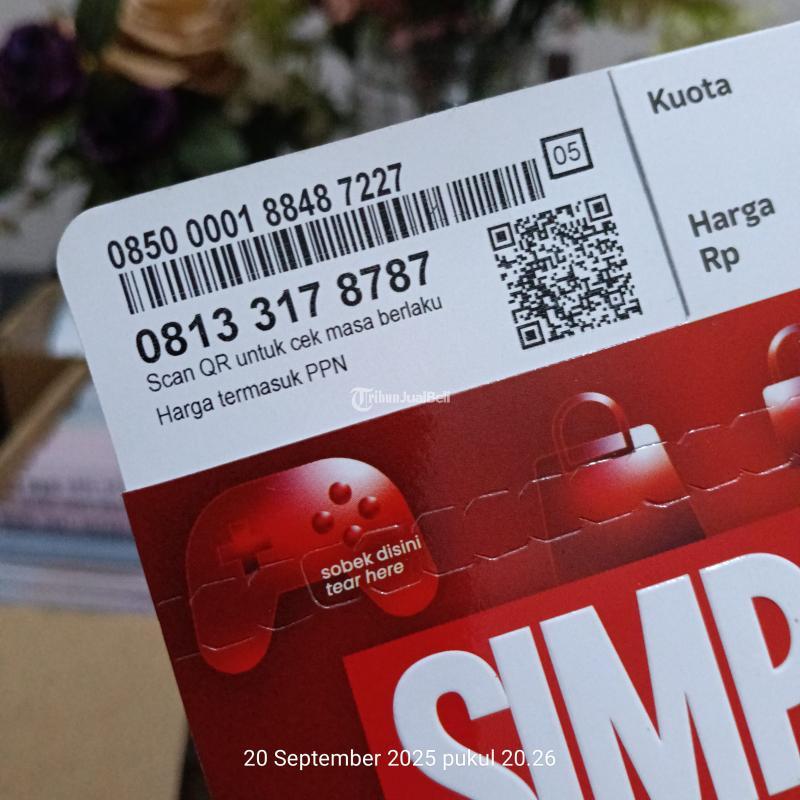 0850 0001 8848 7227
05
0813 317 8787
Scan QR untuk cek masa berlaku
Harga termasuk PPN
Kuota
Harga
Rp
TribunJualBeli
sobek disini
tear here
SIMP
20 September 2025 pukul 20.26